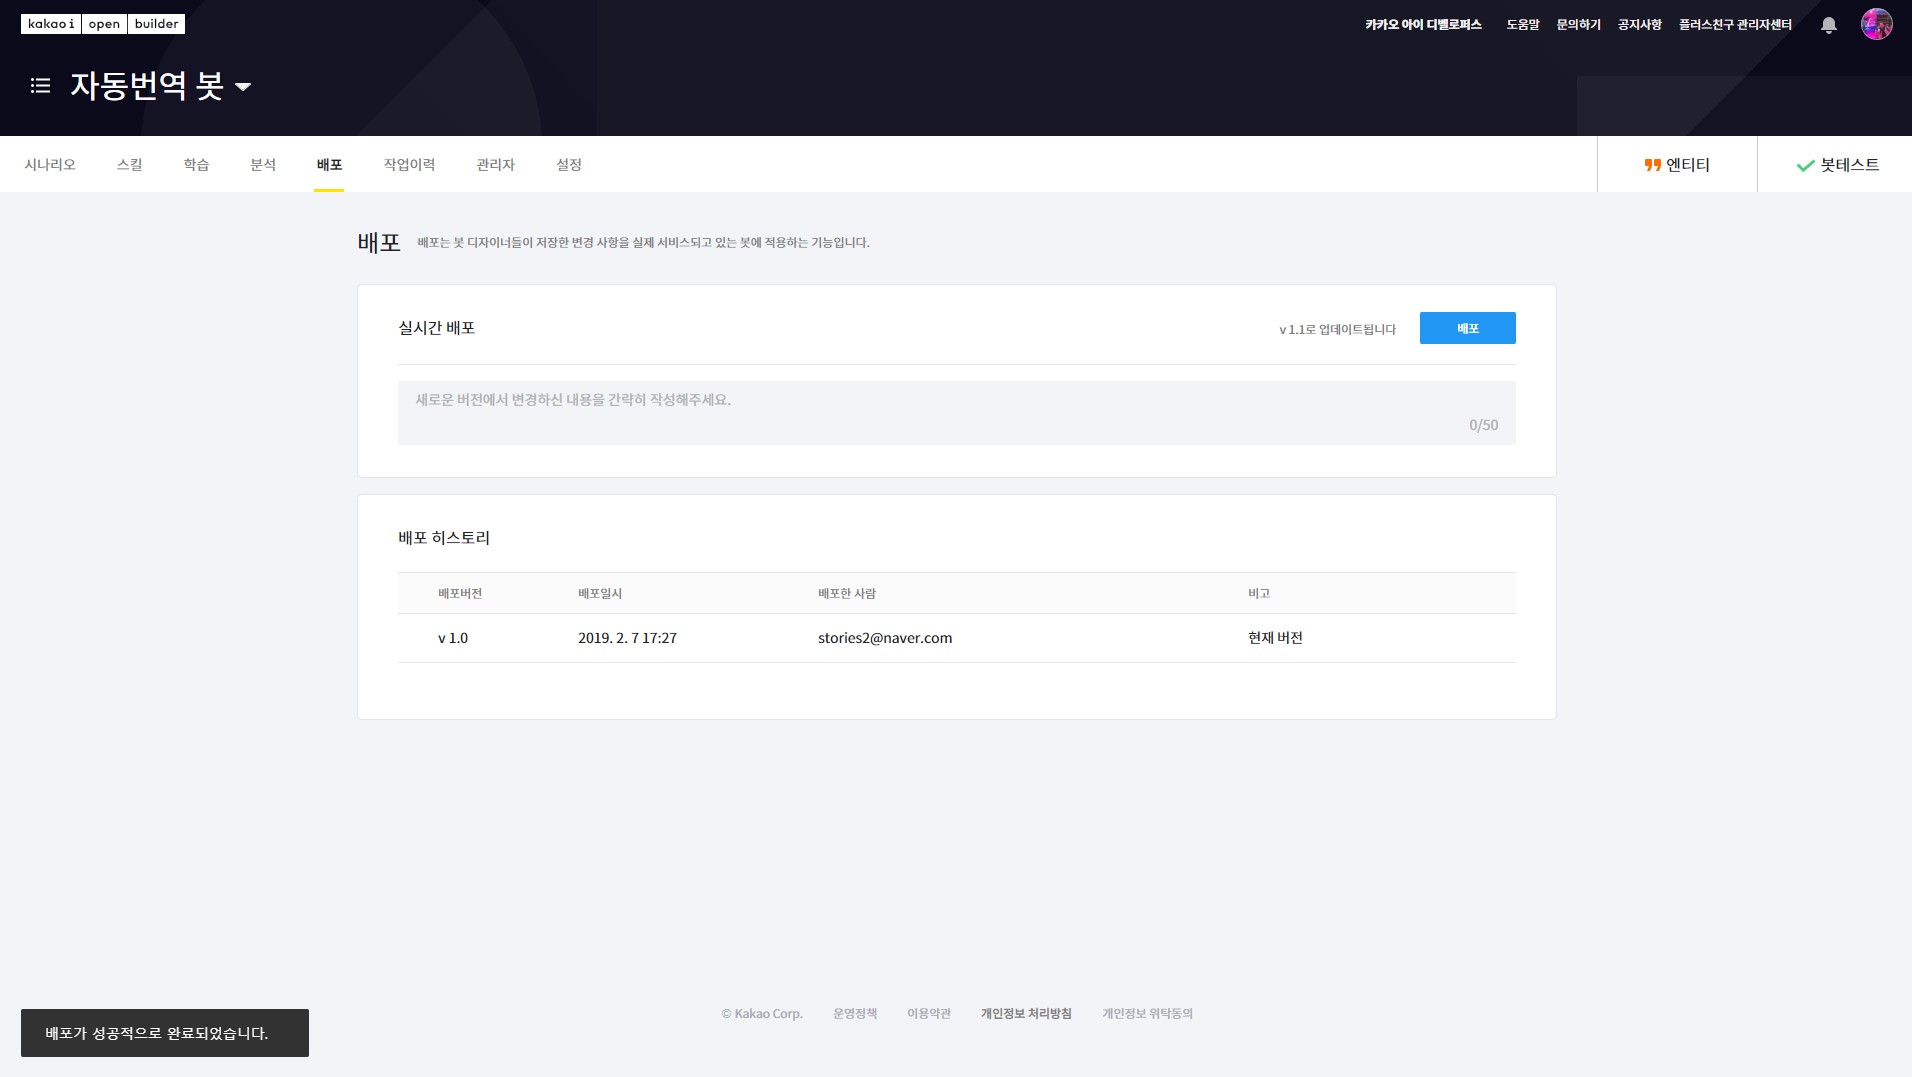 kakao i open builder
카카오 아이 디벨로퍼스 도움말 문의하기 공지사항 플러스친구 관리자센터
자동번역 봇
시나리오 스킬 학습 분석 배포 작업이력 관리자 설정 엔티티 봇테스트
배포 배포는 봇 디자이너들이 저장한 변경 사항을 실제 서비스되고 있는 봇에 적용하는 기능입니다.
실시간 배포 v 1.1로 업데이트됩니다 배포
새로운 버전에서 변경하신 내용을 간략히 작성해주세요.
0/50
배포 히스토리
배포버전 배포일시 배포한 사람 비고
v 1.0 2019. 2. 7 17:27 stories2@naver.com 현재 버전
© Kakao Corp. 운영정책 이용약관 개인정보 처리방침 개인정보 위탁동의
배포가 성공적으로 완료되었습니다.